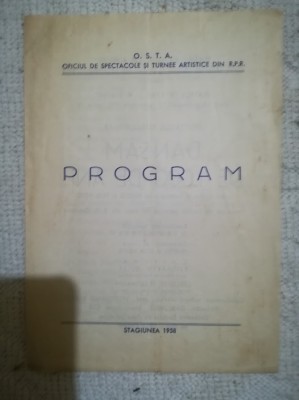 O. S. T. A.
OFICIUL DE SPECTACOLE ȘI TURNEE ARTISTICE DIN R.P.R.
PROGRAM
STAGIUNEA 1958